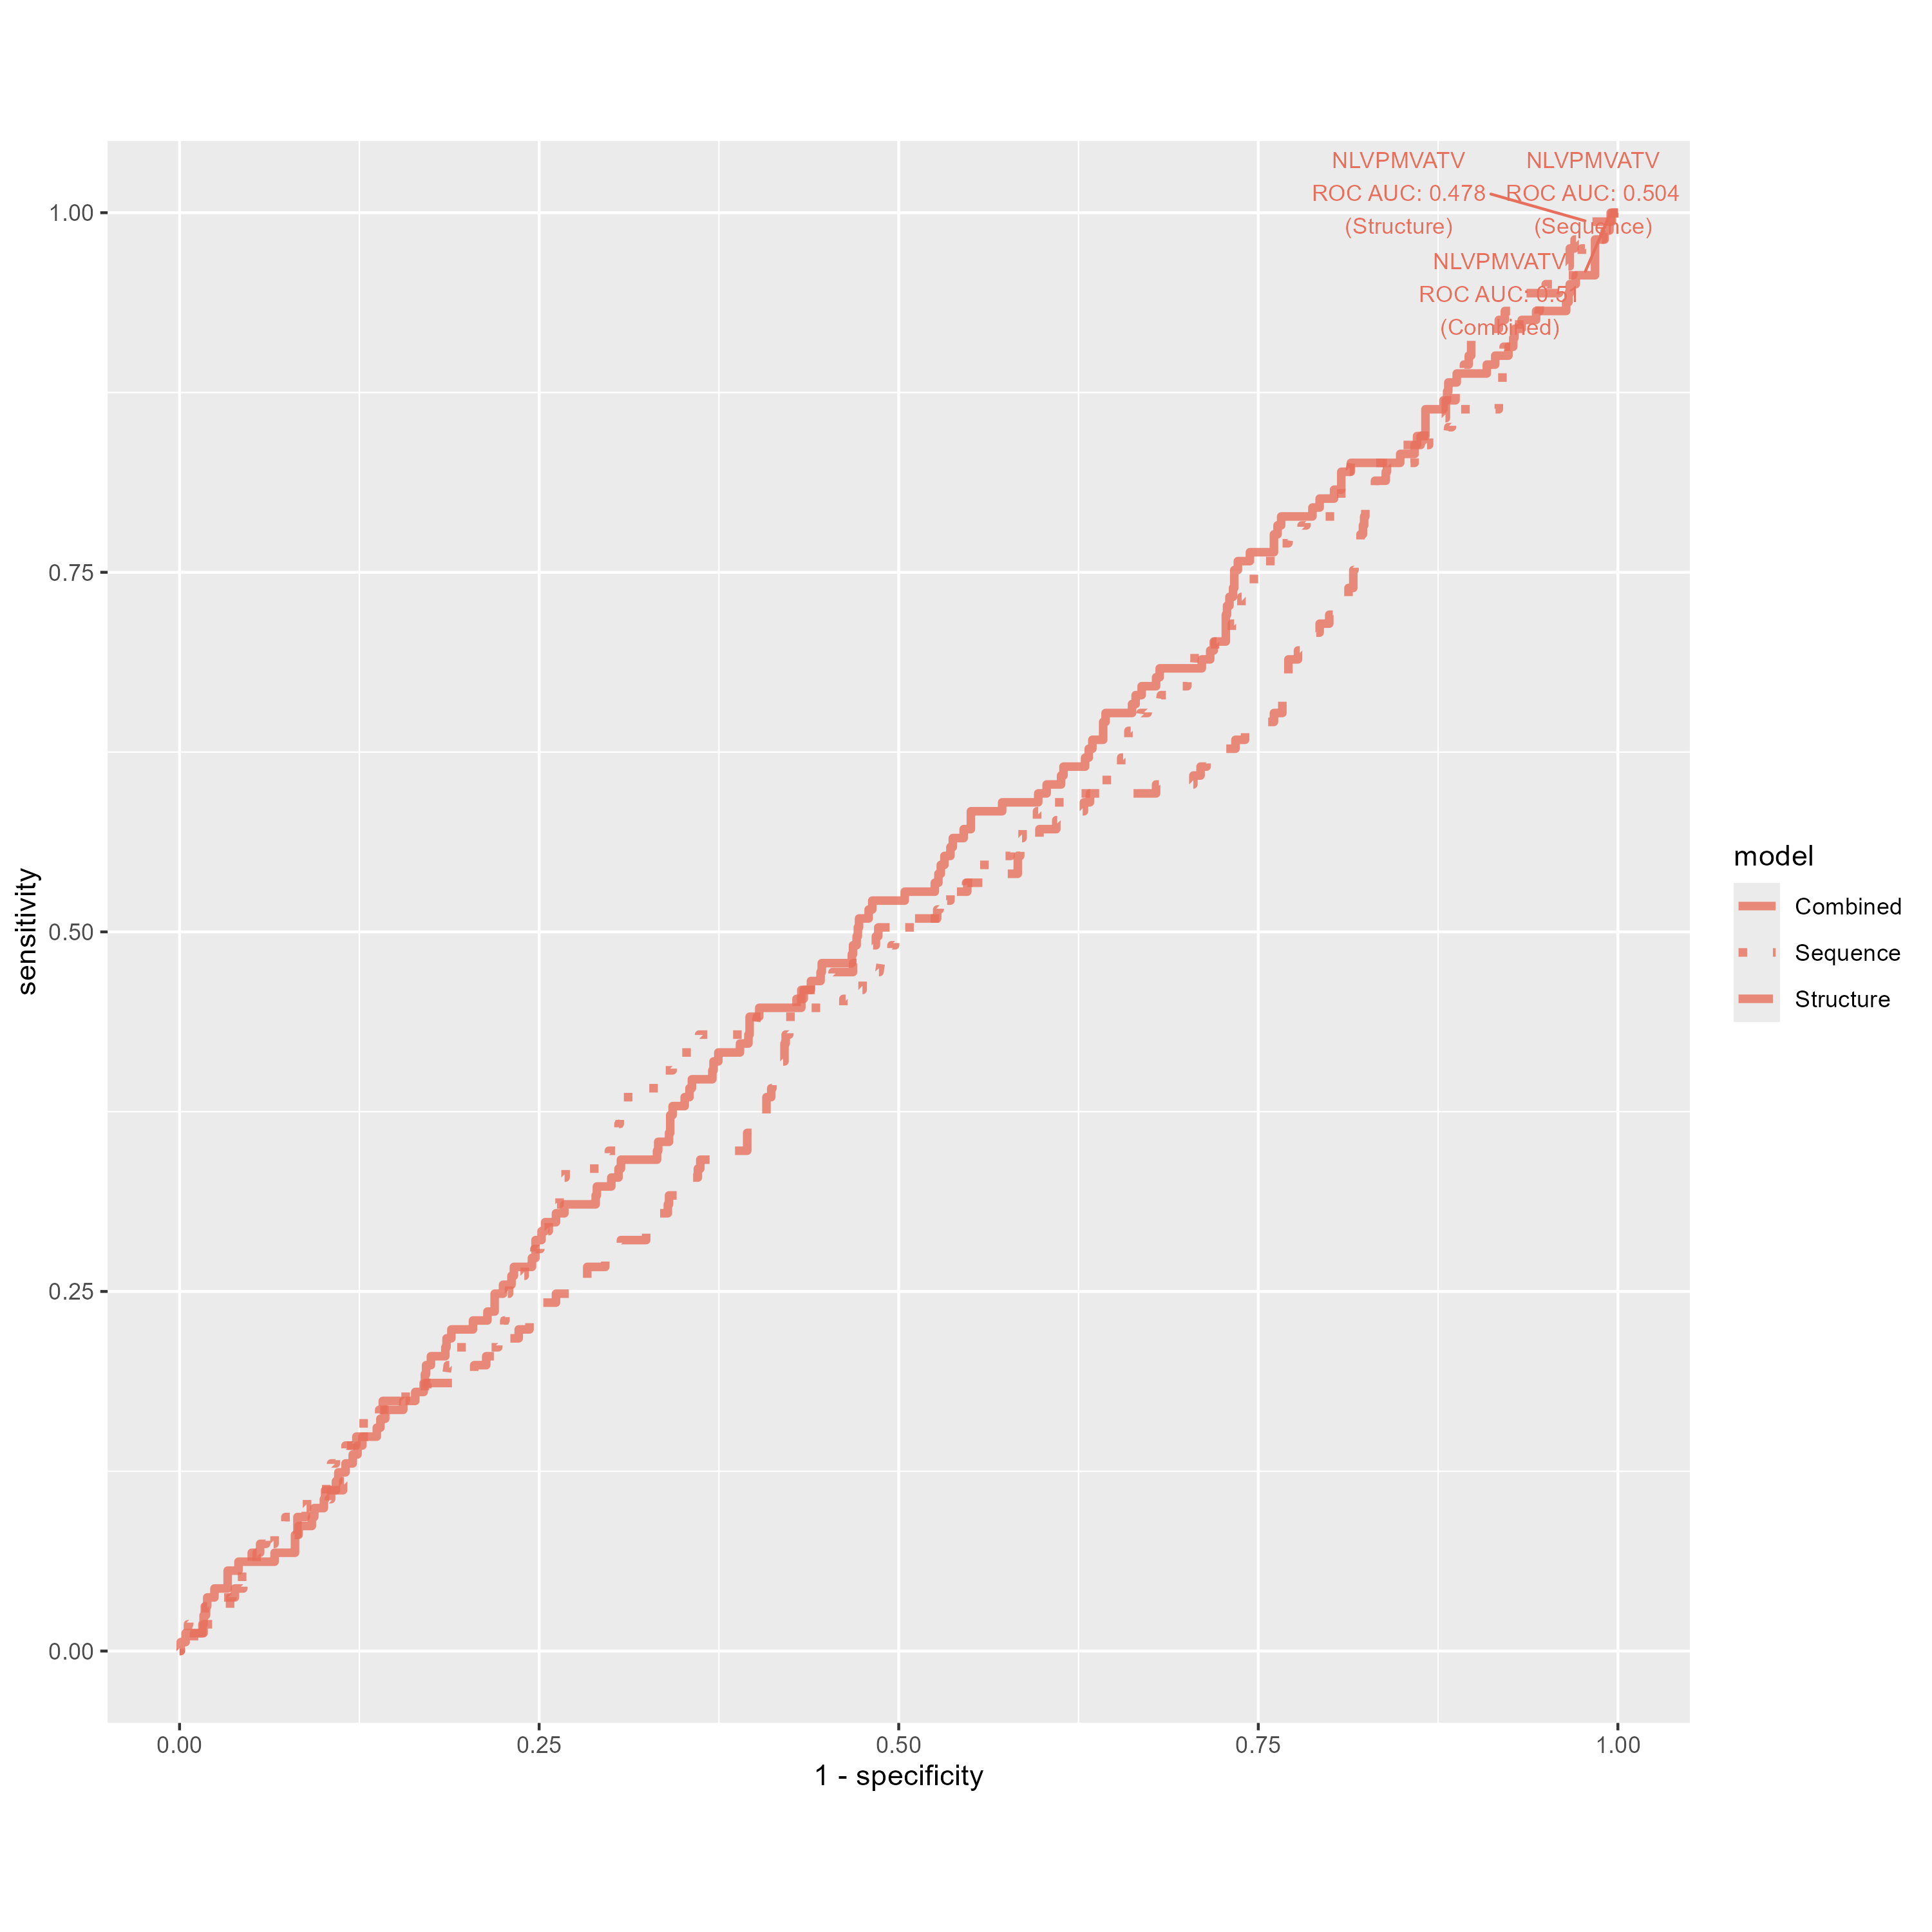 NLVPMVATV
ROC AUC: 0.478
(Structure)
NLVPMVATV
ROC AUC: 0.504
(Sequence)
NLVPMVATV
ROC AUC: 0.51
(Combined)
1.00
0.75
0.50
0.25
0.00
sensitivity
0.00
0.25
0.50
0.75
1.00
1 - specificity
model
Combined
Sequence
Structure